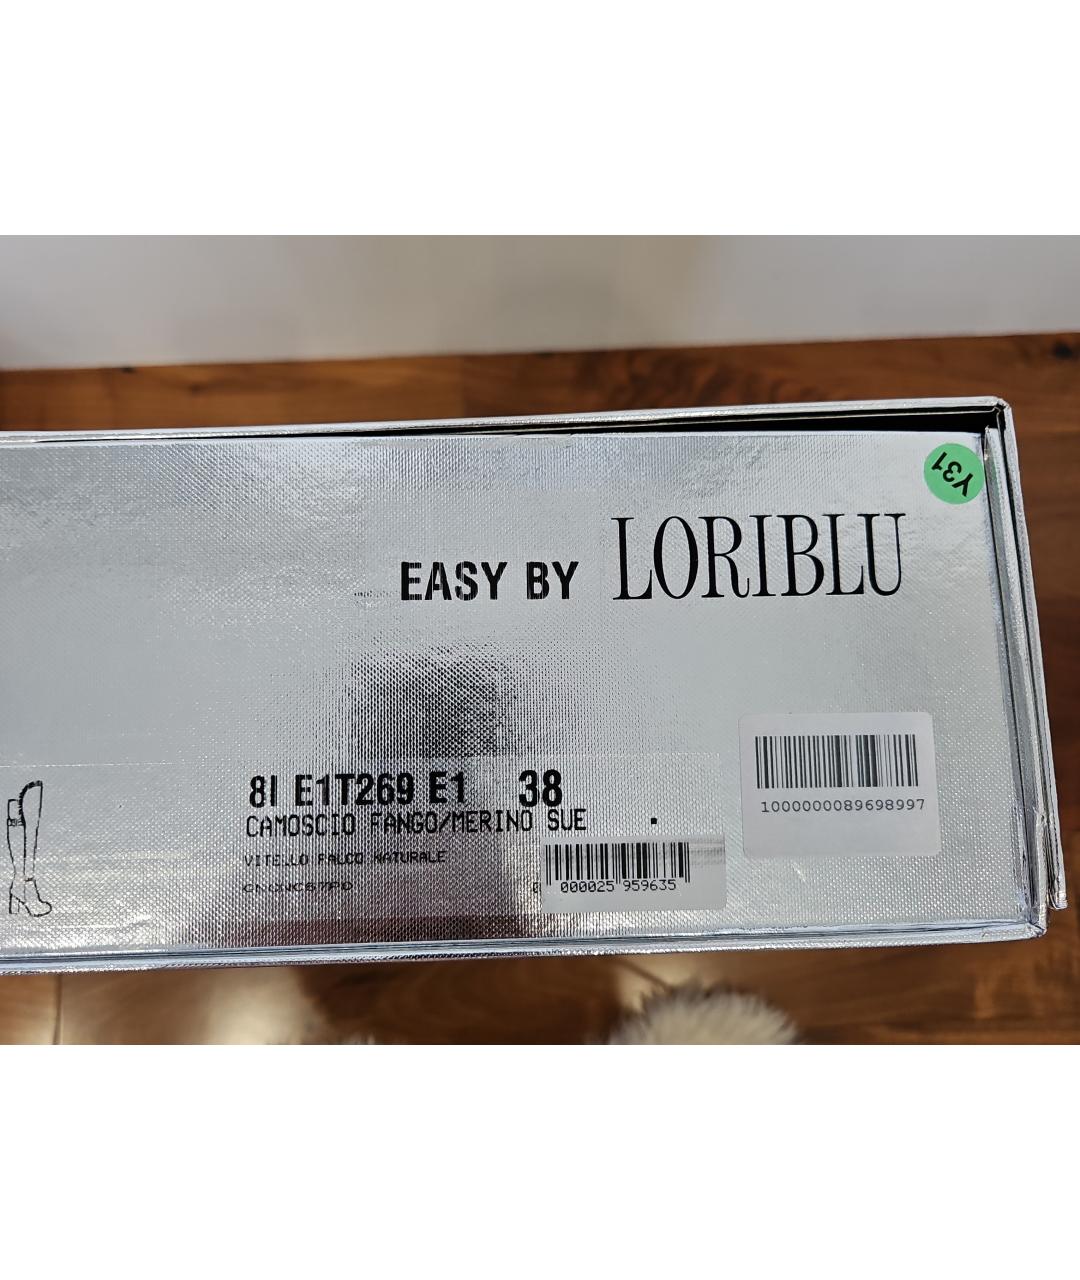 Y31
EASY BY LORIBLU
1000000089698997
8I E1T269 E1 38
CAMOSCIO FANGO/MERINO SUE
VITELLO FALCO NATURALE
000025 959635